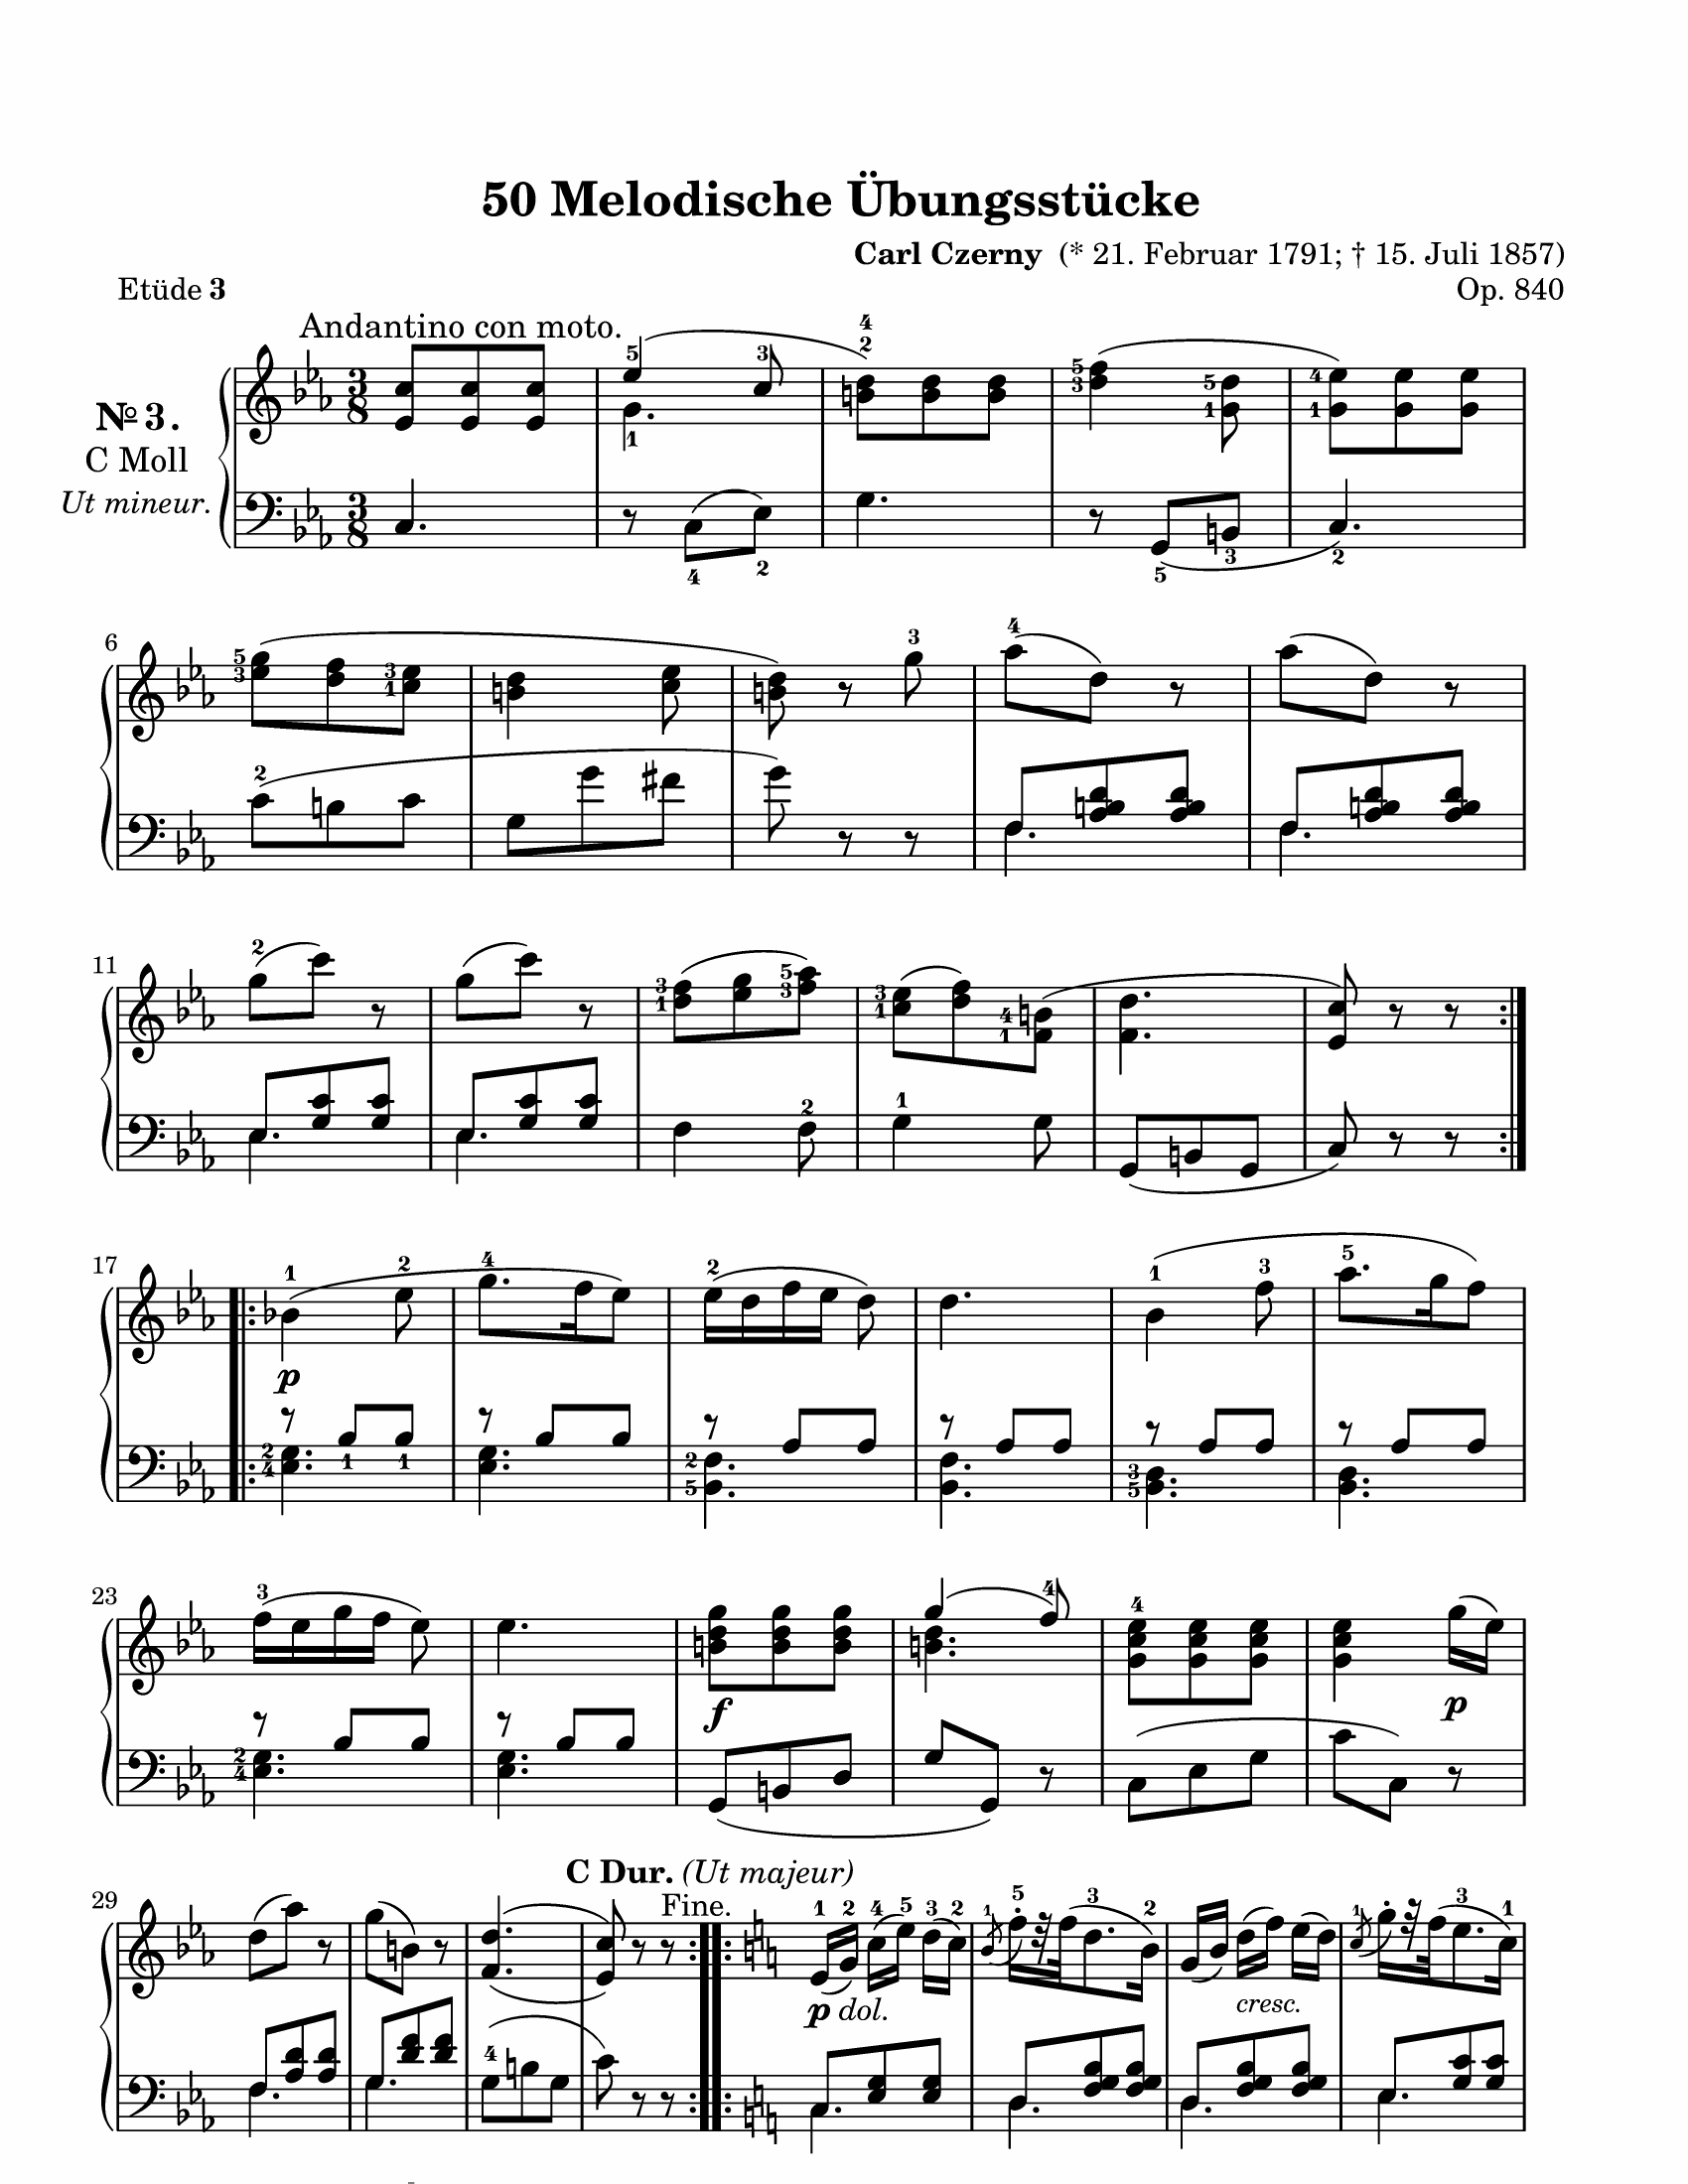 50 Melodische Übungsstücke
Carl Czerny (* 21. Februar 1791; † 15. Juli 1857)
Etüde 3
Op. 840
Andantino con moto.
№ 3.
C Moll
Ut mineur.
6
11
17
p
23
f
p
29
C Dur. (Ut majeur)
Fine.
p dol.
cresc.